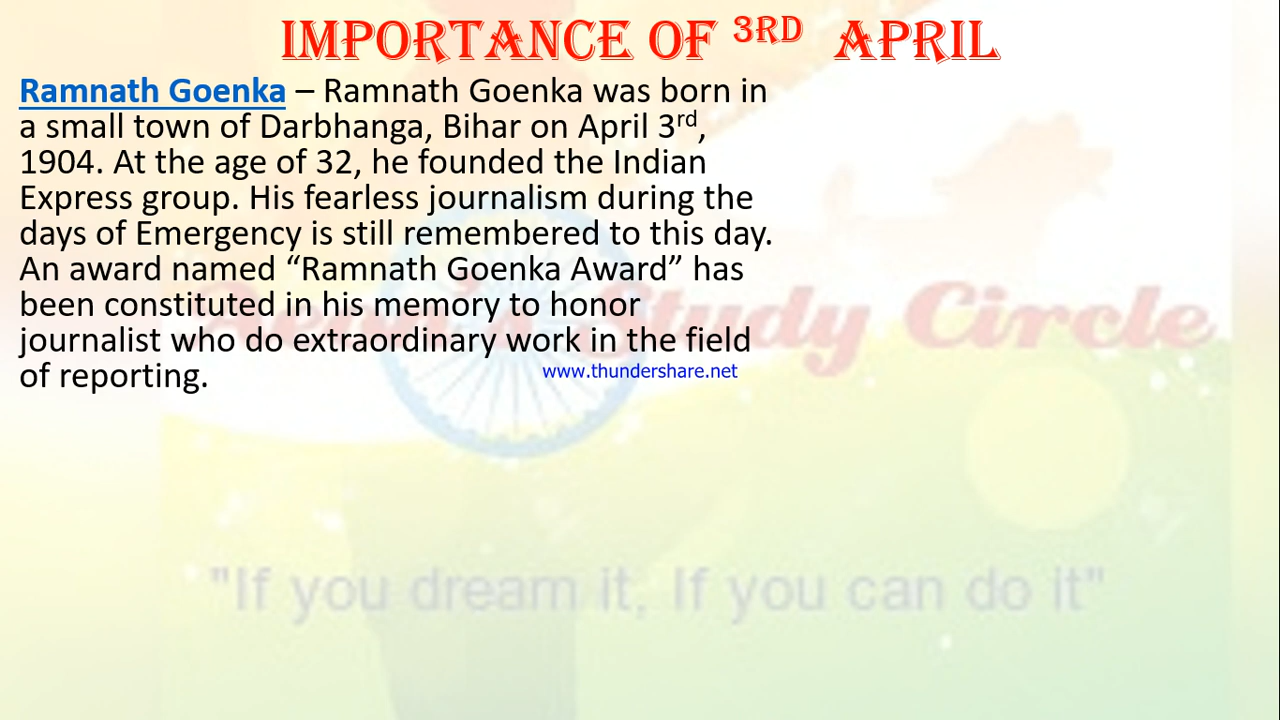 IMPORTANCE OF 3RD APRIL
Ramnath Goenka – Ramnath Goenka was born in
a small town of Darbhanga, Bihar on April 3rd,
1904. At the age of 32, he founded the Indian
Express group. His fearless journalism during the
days of Emergency is still remembered to this day.
An award named “Ramnath Goenka Award” has
been constituted in his memory to honor
journalist who do extraordinary work in the field
of reporting.
www.thundershare.net
Study Circle
"If you dream it, If you can do it"